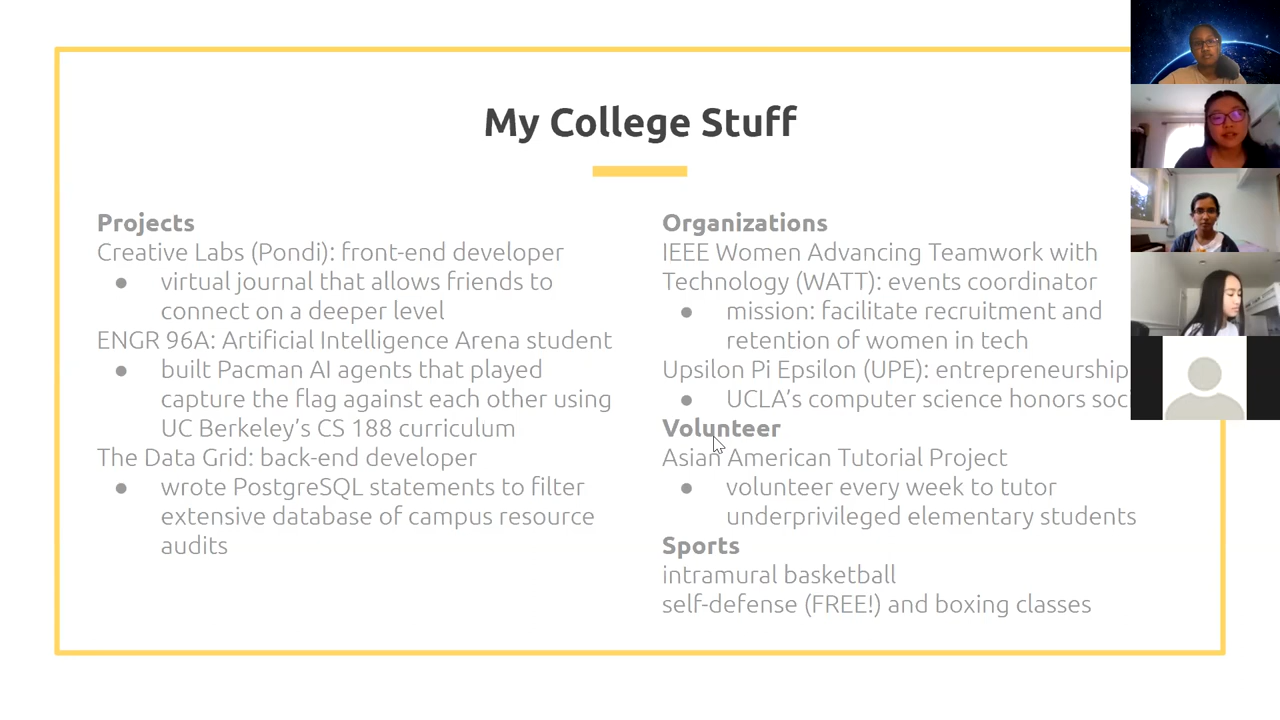 My College Stuff
Projects
Creative Labs (Pondi): front-end developer
● virtual journal that allows friends to
connect on a deeper level
ENGR 96A: Artificial Intelligence Arena student
● built Pacman AI agents that played
capture the flag against each other using
UC Berkeley’s CS 188 curriculum
The Data Grid: back-end developer
● wrote PostgreSQL statements to filter
extensive database of campus resource
audits
Organizations
IEEE Women Advancing Teamwork with
Technology (WATT): events coordinator
● mission: facilitate recruitment and
retention of women in tech
Upsilon Pi Epsilon (UPE): entrepreneurship
● UCLA’s computer science honors
Volunteer
Asian American Tutorial Project
● volunteer every week to tutor
underprivileged elementary students
Sports
intramural basketball
self-defense (FREE!) and boxing classes